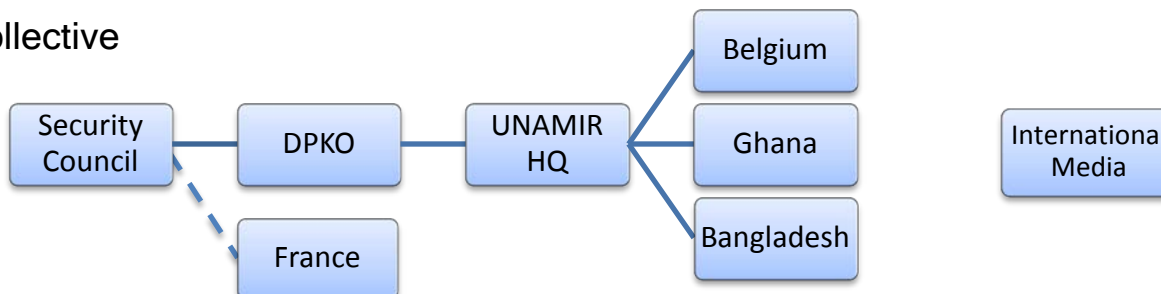 ollective
Security
Council
DPKO
UNAMIR
HQ
Belgium
Ghana
Bangladesh
France
Internationa
Media